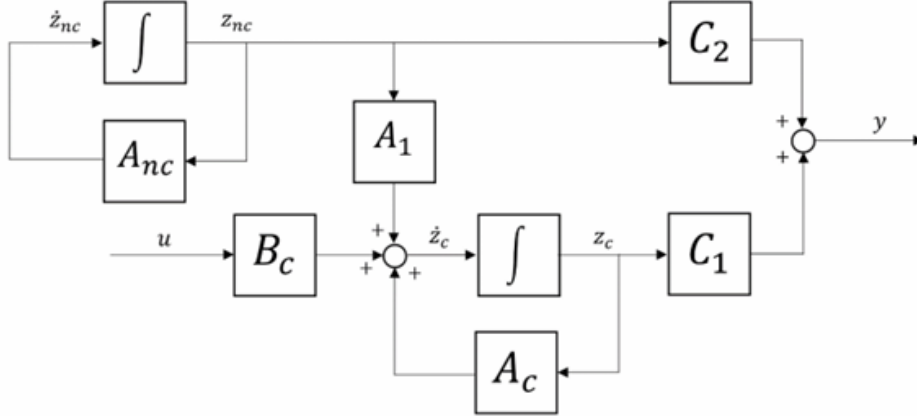 ż_nc
∫
z_nc
C_2
A_nc
A_1
+
+
y
u
B_c
+
+
+
ż_c
∫
z_c
C_1
A_c